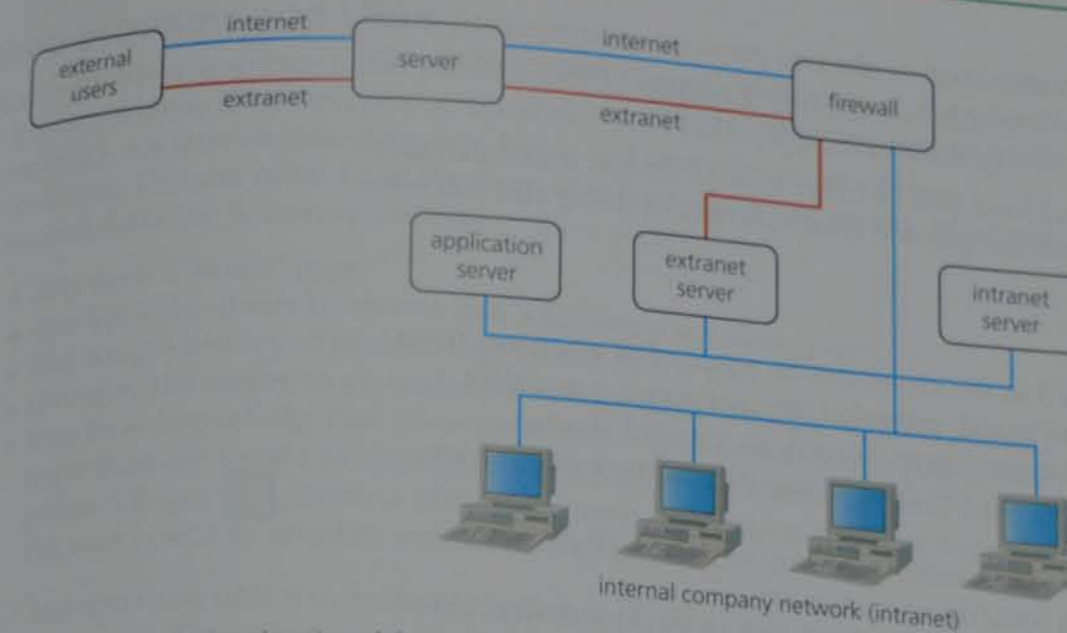 internet
external
users
server
internet
extranet
firewall
extranet
application
server
extranet
server
intranet
server
internal company network (intranet)